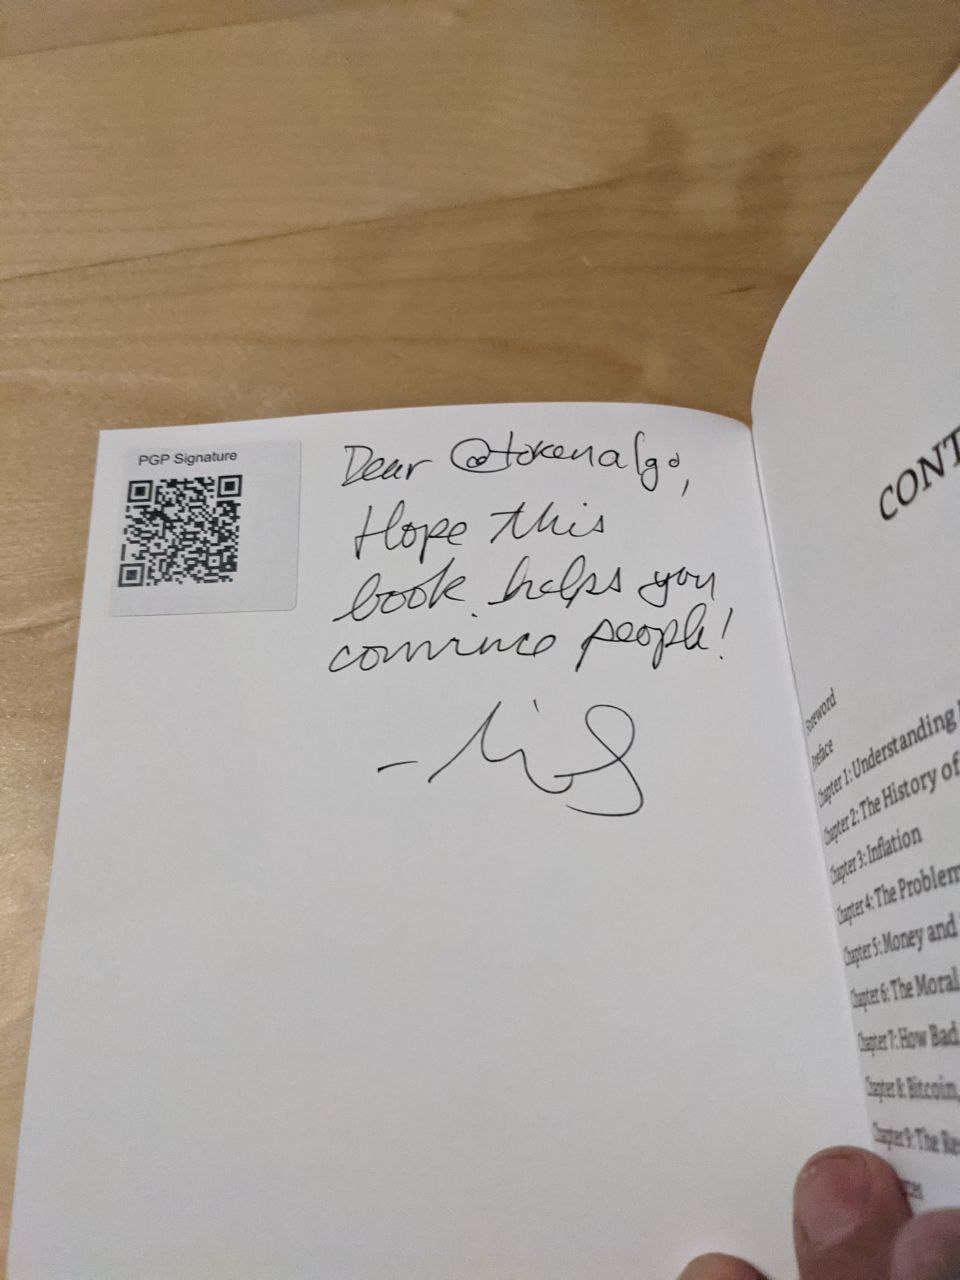 PGP Signature
Dear @tokenalgo,
Hope this
book helps you
convince people!
CONT
Foreword
Preface
Chapter 1: Understanding
Chapter 2: The History of
Chapter 3: Inflation
Chapter 4: The Problem
Chapter 5: Money and
Chapter 6: The Moral
Chapter 7: How Bad
Chapter 8: Bitcoin,
Chapter 9: The Re